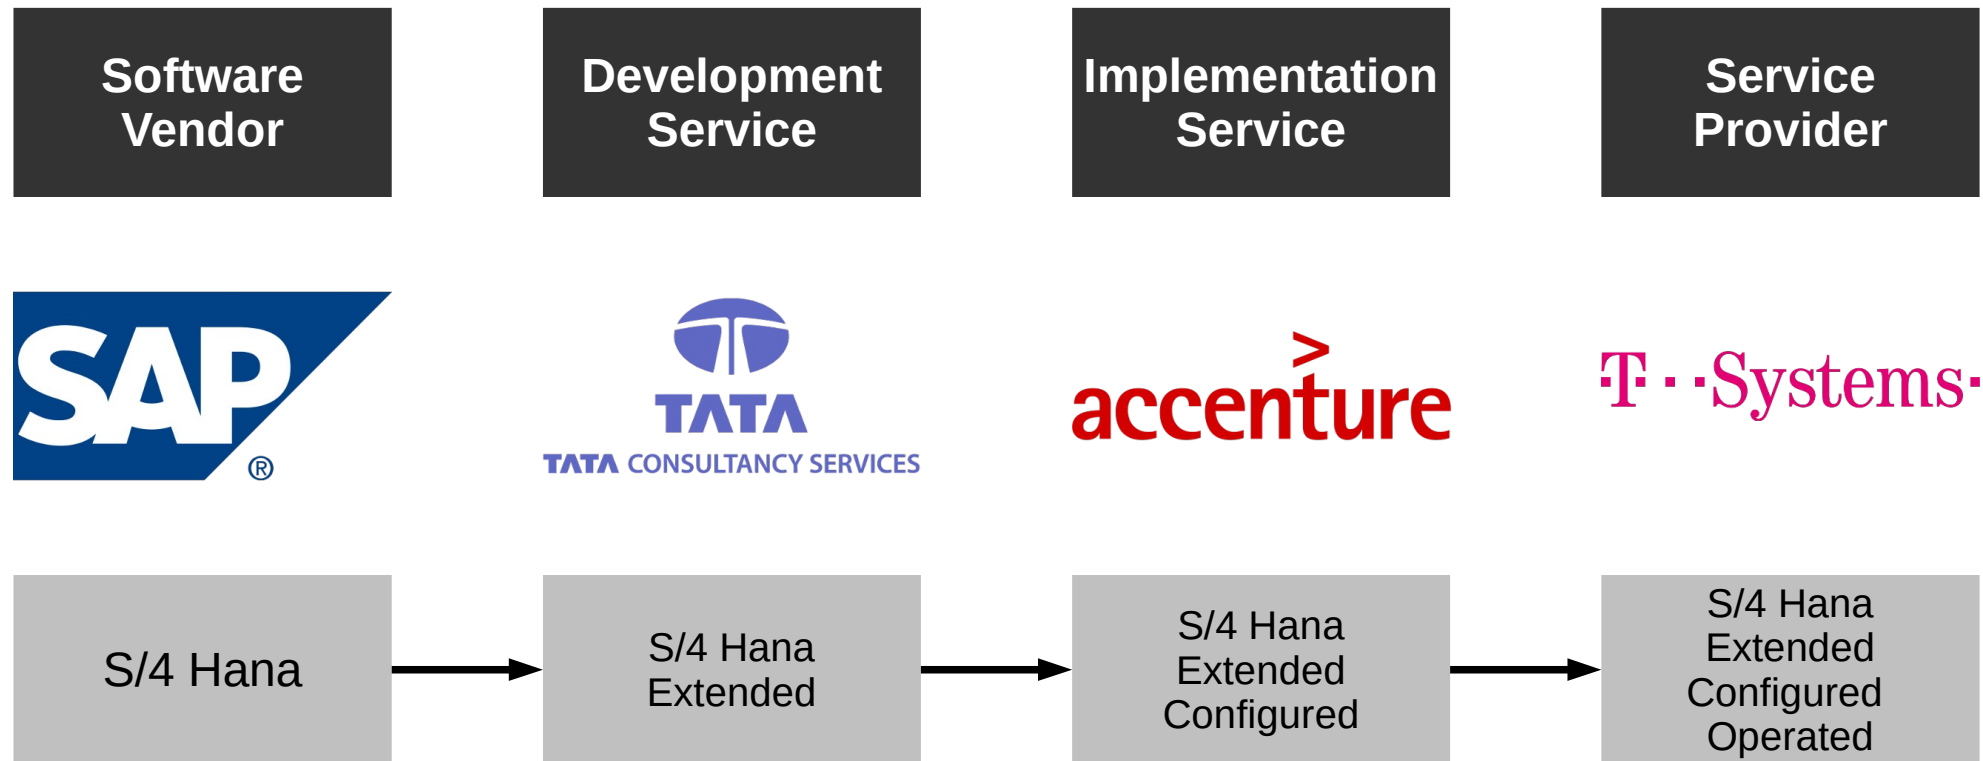 Software
Vendor
Development
Service
Implementation
Service
Service
Provider
SAP
®
TATA
TATA CONSULTANCY SERVICES
>
accenture
T··Systems·
S/4 Hana
S/4 Hana
Extended
S/4 Hana
Extended
Configured
S/4 Hana
Extended
Configured
Operated